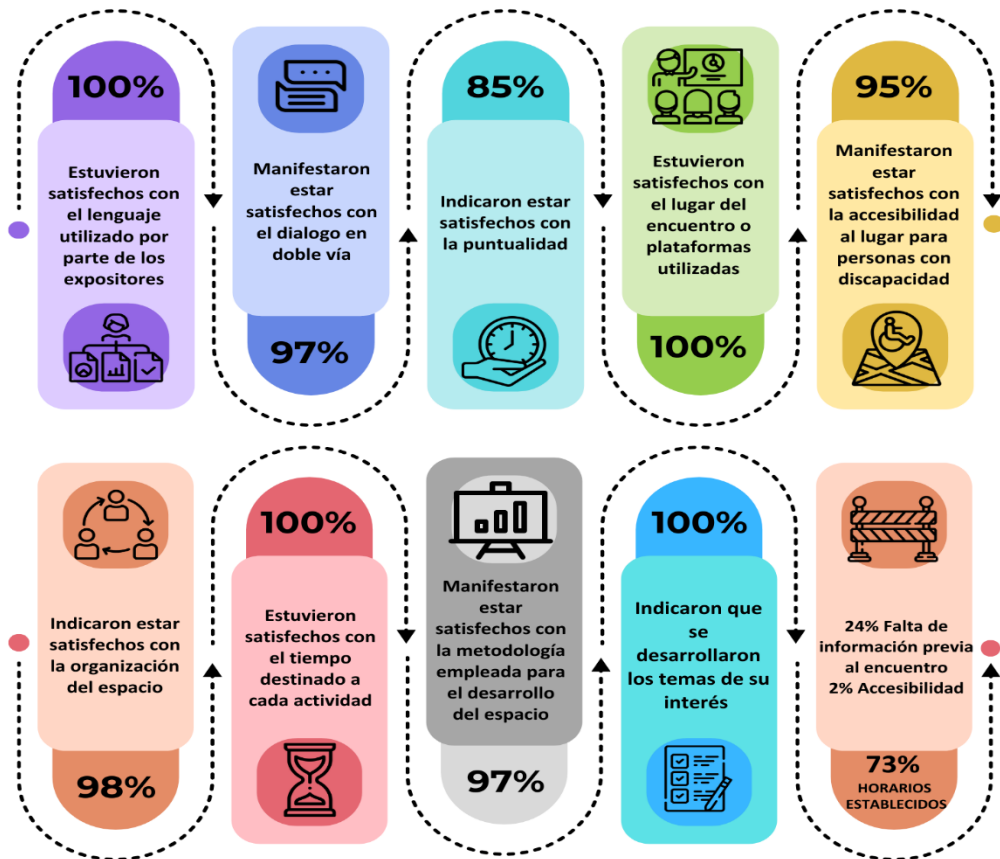 100%
Estuvieron
satisfechos con
el lenguaje
utilizado por
parte de los
expositores
Manifestaron
estar
satisfechos con
el dialogo en
doble vía
97%
85%
Indicaron estar
satisfechos con
la puntualidad
Estuvieron
satisfechos con
el lugar del
encuentro o
plataformas
utilizadas
100%
95%
Manifestaron
estar
satisfechos con
la accesibilidad
al lugar para
personas con
discapacidad
Indicaron estar
satisfechos con
la organización
del espacio
98%
100%
Estuvieron
satisfechos con
el tiempo
destinado a
cada actividad
Manifestaron
estar
satisfechos con
la metodología
empleada para
el desarrollo
del espacio
97%
100%
Indicaron que
se
desarrollaron
los temas de su
interés
24% Falta de
información previa
al encuentro
2% Accesibilidad
73%
HORARIOS
ESTABLECIDOS